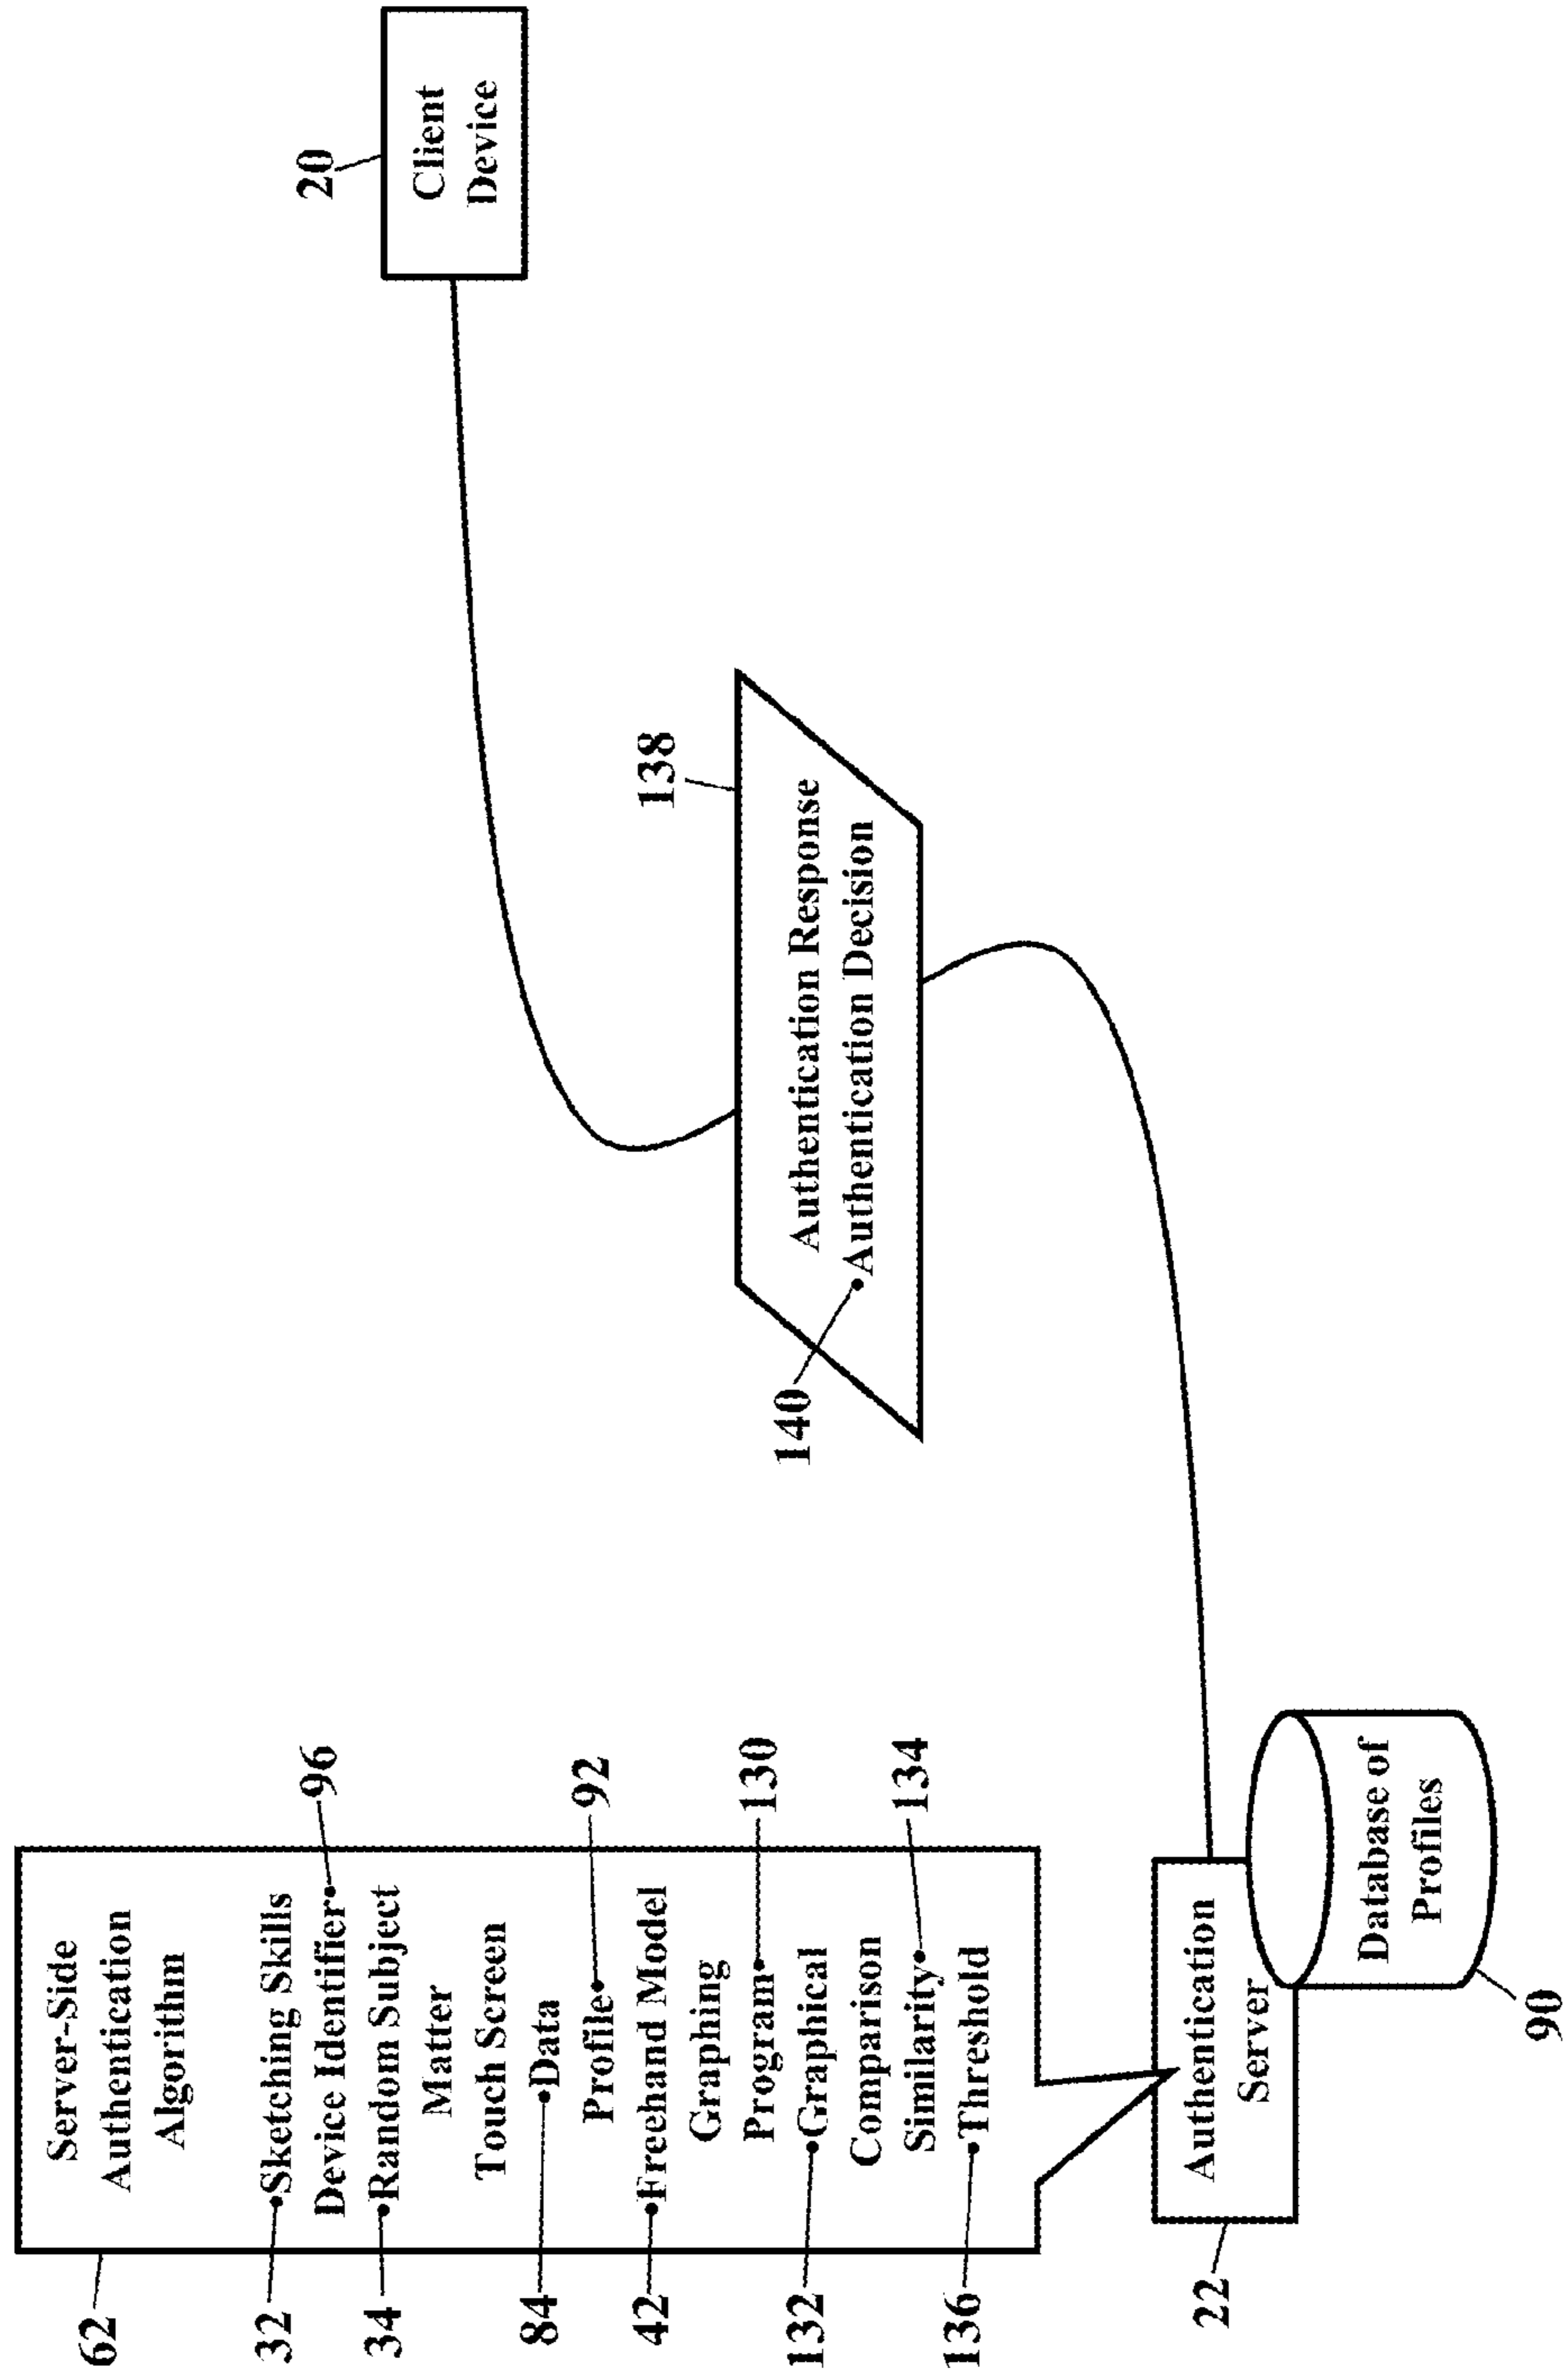 62
Server-Side
Authentication
Algorithm
32
Sketching Skills
Device Identifier
96
34
Random Subject
Matter
Touch Screen
84
Data
Profile
92
42
Freehand Model
Graphing
Program
130
132
Graphical
Comparison
Similarity
134
136
Threshold
22
Authentication
Server
Database of
Profiles
90
138
Authentication Response
140
Authentication Decision
20
Client
Device